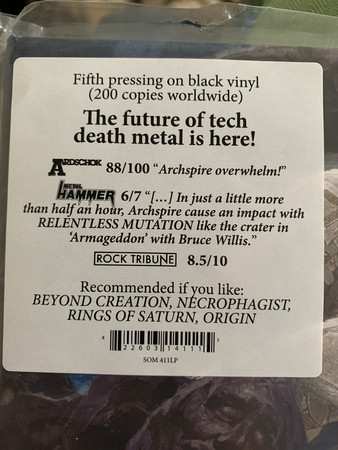 Fifth pressing on black vinyl
(200 copies worldwide)
The future of tech
death metal is here!
AARDSCHOK 88/100 "Archspire overwhelm!"
METAL HAMMER 6/7 "[...] In just a little more
than half an hour, Archspire cause an impact with
RELENTLESS MUTATION like the crater in
'Armageddon' with Bruce Willis."
ROCK TRIBUNE 8.5/10
Recommended if you like:
BEYOND CREATION, NECROPHAGIST,
RINGS OF SATURN, ORIGIN
8 22603 14111
SOM 411LP